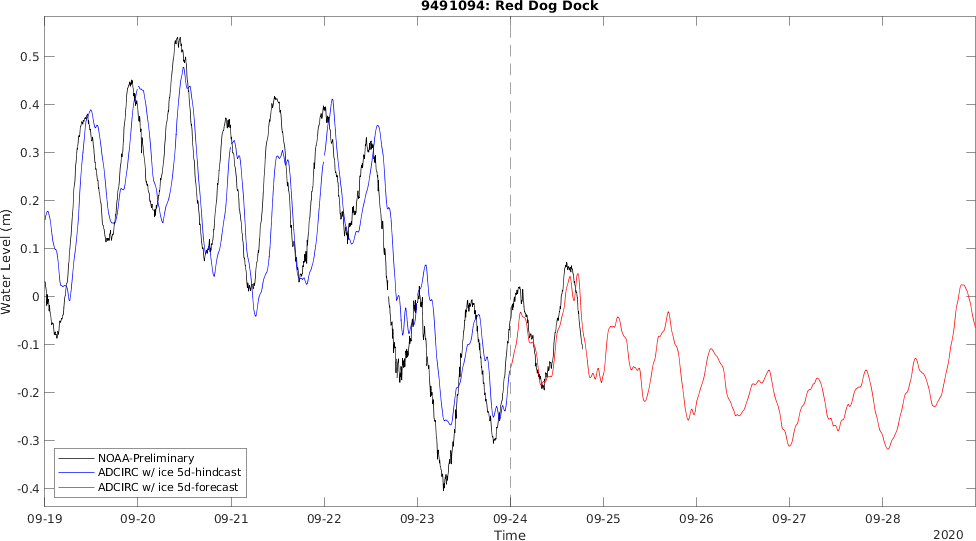 9491094: Red Dog Dock
Water Level (m)
0.5
0.4
0.3
0.2
0.1
0
-0.1
-0.2
-0.3
-0.4
NOAA-Preliminary
ADCIRC w/ ice 5d-hindcast
ADCIRC w/ ice 5d-forecast
09-19 09-20 09-21 09-22 09-23 09-24 09-25 09-26 09-27 09-28
Time
2020